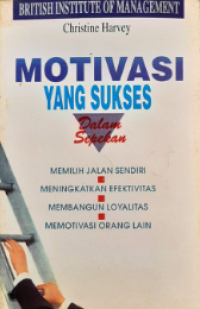 BRITISH INSTITUTE OF MANAGEMENT
Christine Harvey
MOTIVASI
YANG SUKSES
Dalam
Sepekan
MEMILIH JALAN SENDIRI
MENINGKATKAN EFEKTIVITAS
MEMBANGUN LOYALITAS
MEMOTIVASI ORANG LAIN